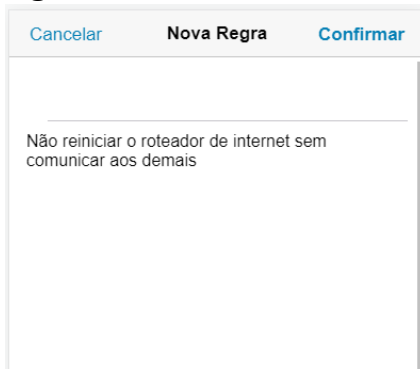 Cancelar Nova Regra Confirmar
Não reiniciar o roteador de internet sem
comunicar aos demais